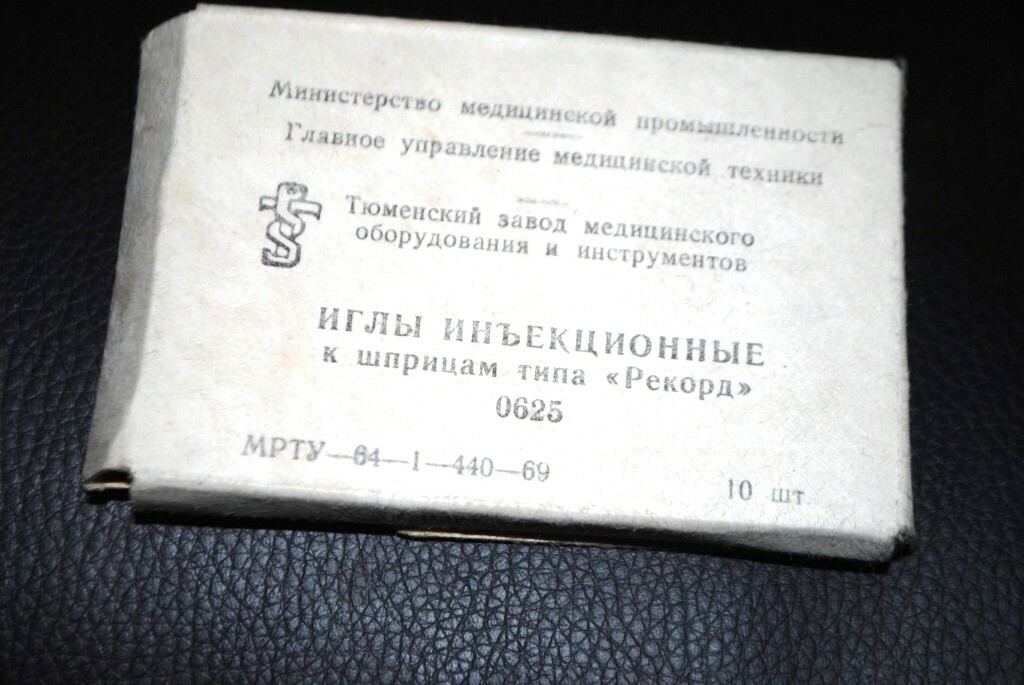 Министерство медицинской промышленности
Главное управление медицинской техники
Тюменский завод медицинского
оборудования и инструментов
ИГЛЫ ИНЪЕКЦИОННЫЕ
к шприцам типа «Рекорд»
0625
МРТУ—64—1—440—69
10 шт